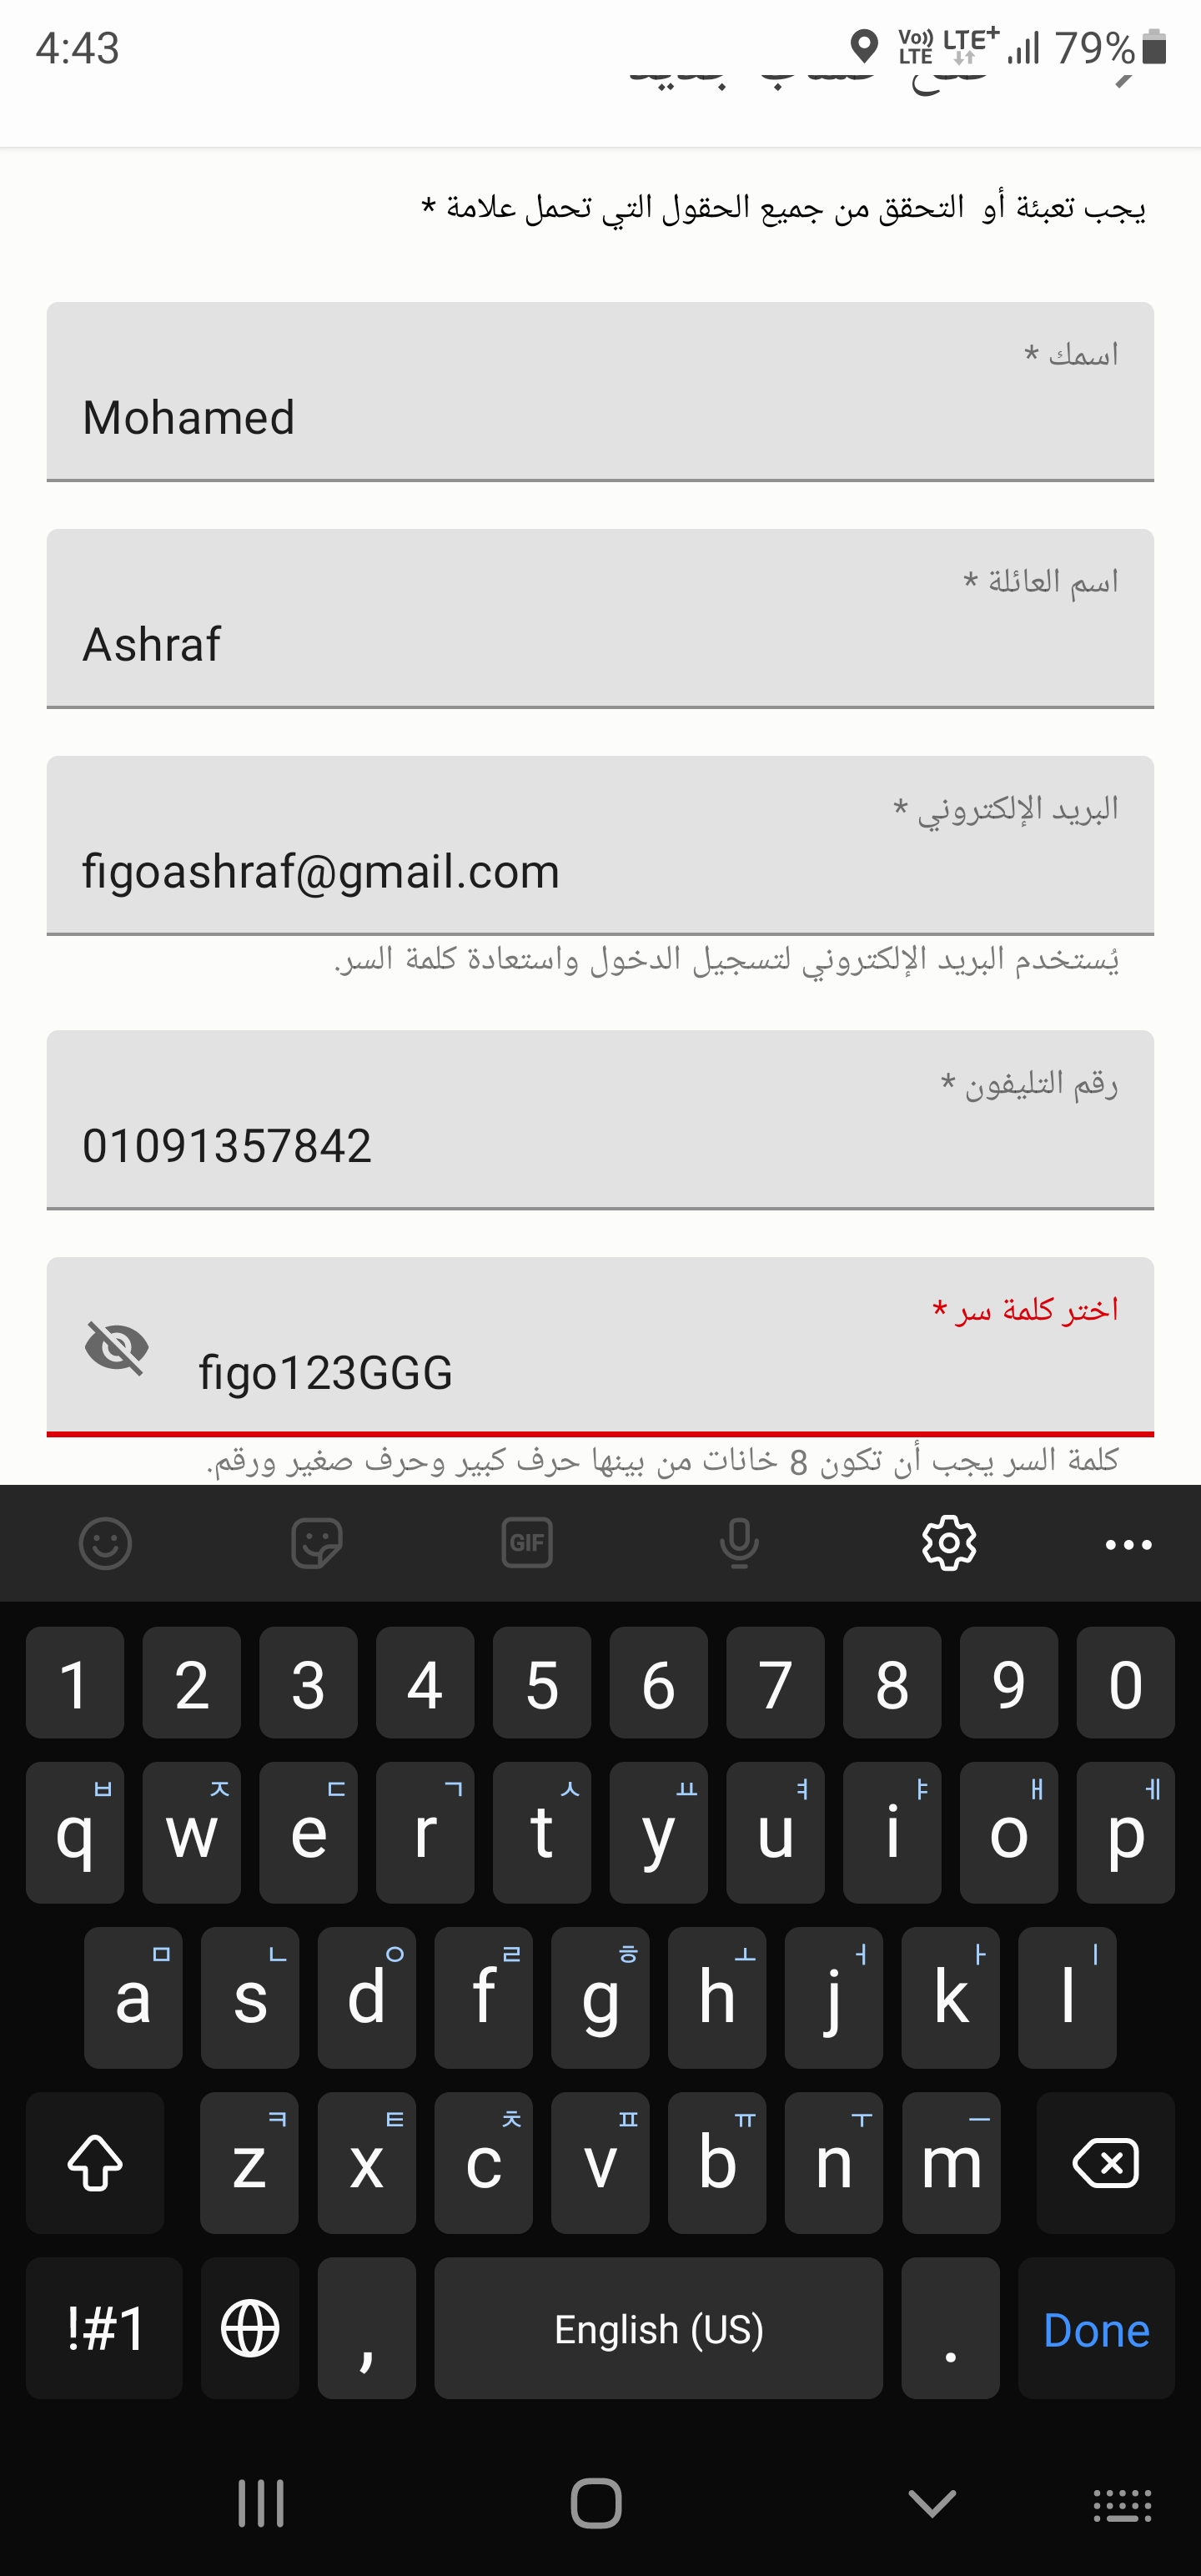 4:43
Vo)) LTE LTE+ 79%
يجب تعبئة أو التحقق من جميع الحقول التي تحمل علامة *
اسمك *
Mohamed
اسم العائلة *
Ashraf
البريد الإلكتروني *
figoashraf@gmail.com
يُستخدم البريد الإلكتروني لتسجيل الدخول واستعادة كلمة السر.
رقم التليفون *
01091357842
اختر كلمة سر *
figo123GGG
كلمة السر يجب أن تكون 8 خانات من بينها حرف كبير وحرف صغير ورقم.
GIF
1 2 3 4 5 6 7 8 9 0
ㅂ ㅈ ㄷ ㄱ ㅅ ㅛ ㅕ ㅑ ㅐ ㅔ
q w e r t y u i o p
ㅁ ㄴ ㅇ ㄹ ㅎ ㅗ ㅓ ㅏ ㅣ
a s d f g h j k l
ㅋ ㅌ ㅊ ㅍ ㅠ ㅜ ㅡ
z x c v b n m
!#1 , English (US) . Done